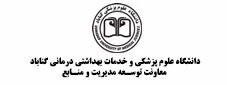 دانشگاه علوم پزشکی و خدمات بهداشتی درمانی گناباد
معاونت توسعه مدیریت و منابع